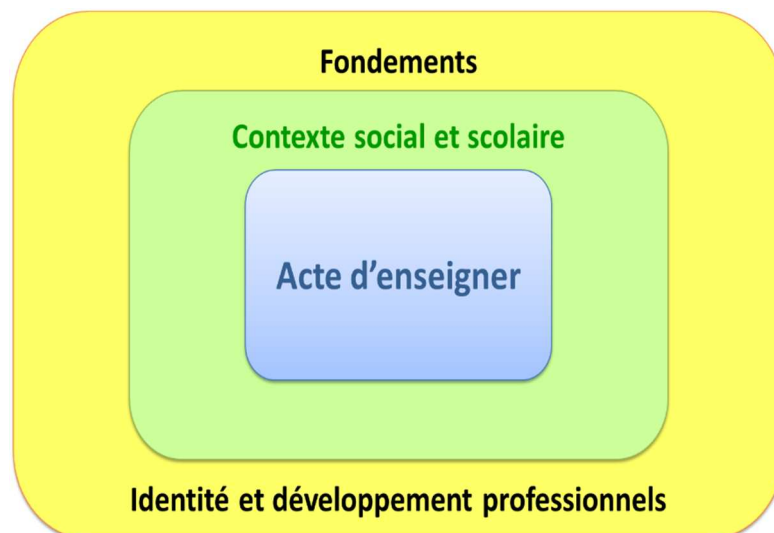 Fondements
Contexte social et scolaire
Acte d’enseigner
Identité et développement professionnels